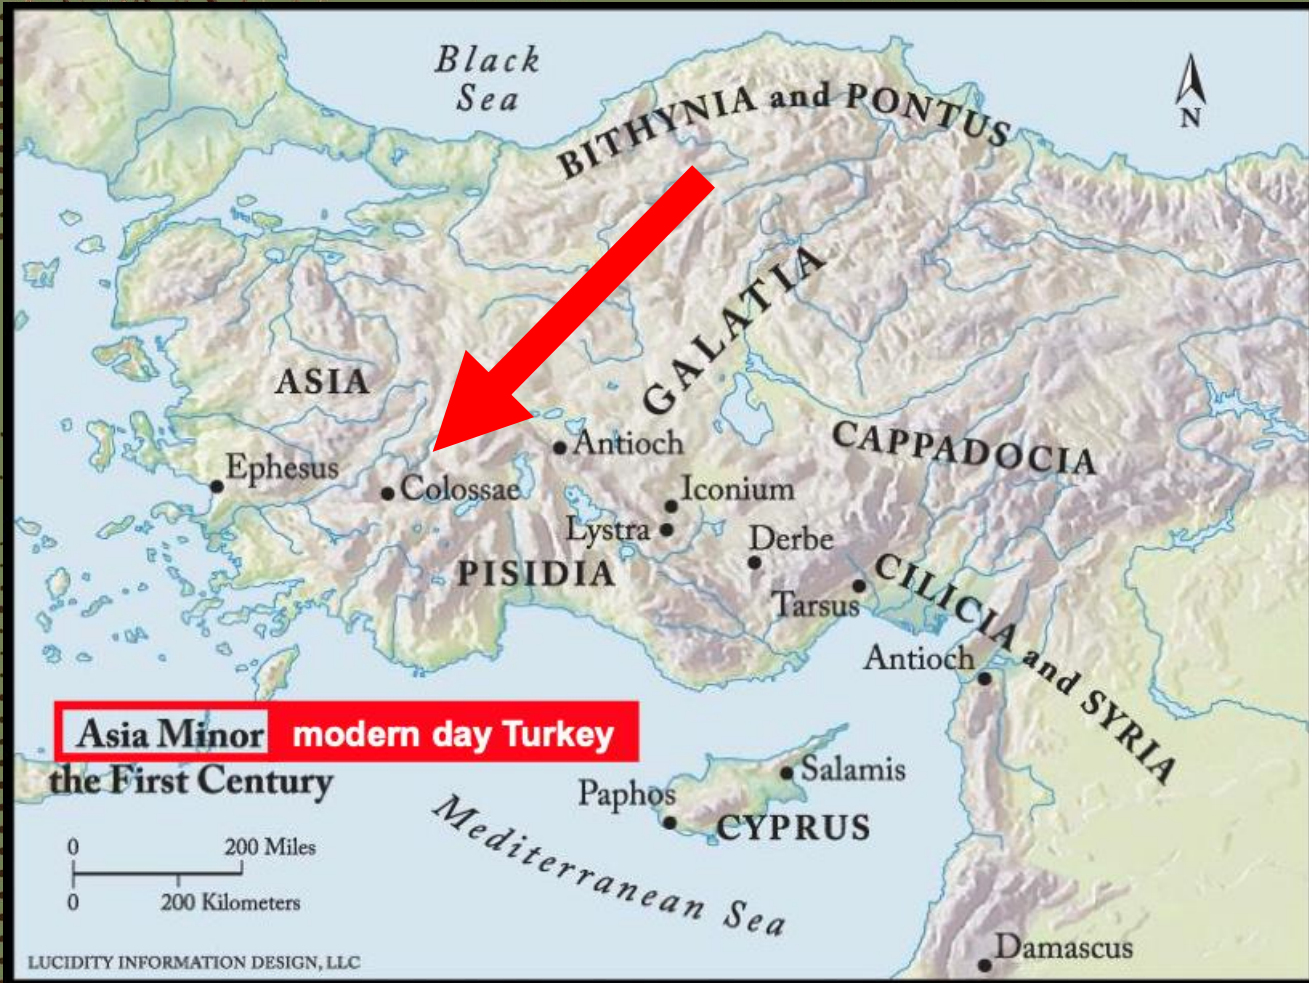 Black
Sea
N
BITHYNIA and PONTUS
GALATIA
ASIA
CAPPADOCIA
Antioch
Ephesus
Colossae
Iconium
Lystra
Derbe
PISIDIA
Tarsus
CILICIA and SYRIA
Antioch
Asia Minor modern day Turkey
the First Century
Salamis
Paphos
CYPRUS
Mediterranean Sea
0 200 Miles
0 200 Kilometers
Damascus
LUCIDITY INFORMATION DESIGN, LLC